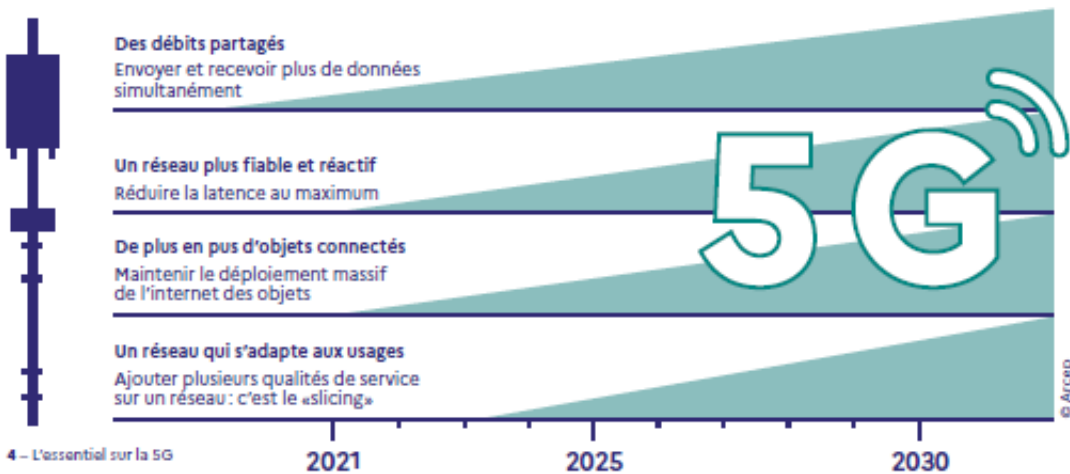 Des débits partagés
Envoyer et recevoir plus de données
simultanément
Un réseau plus fiable et réactif
Réduire la latence au maximum
De plus en pus d'objets connectés
Maintenir le déploiement massif
de l'internet des objets
Un réseau qui s'adapte aux usages
Ajouter plusieurs qualités de service
sur un réseau : c'est le «slicing»
5G
© Arcep
2021
2025
2030
4 – L'essentiel sur la 5G